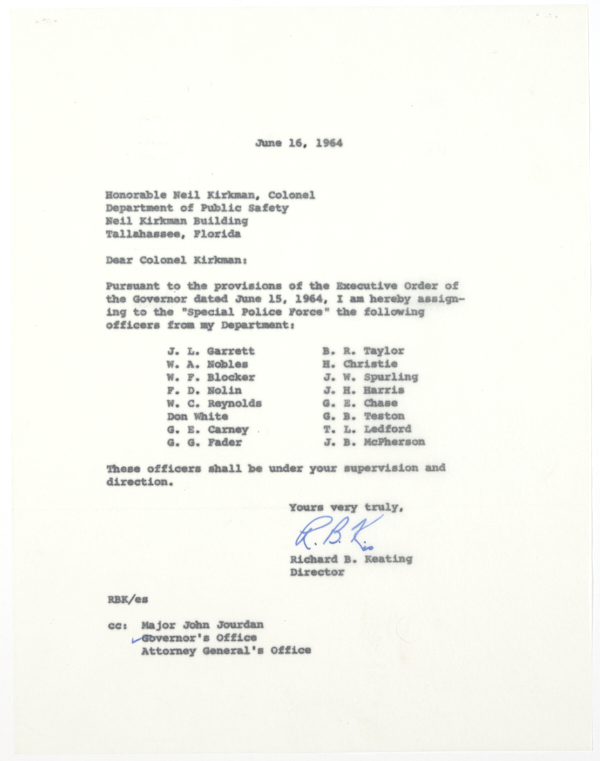 June 16, 1964
Honorable Neil Kirkman, Colonel
Department of Public Safety
Neil Kirkman Building
Tallahassee, Florida
Dear Colonel Kirkman:
Pursuant to the provisions of the Executive Order of
the Governor dated June 15, 1964, I am hereby assign-
ing to the "Special Police Force" the following
officers from my Department:
J. L. Garrett B. R. Taylor
W. A. Nobles H. Christie
W. F. Blocker J. W. Spurling
F. D. Nolin J. H. Harris
W. C. Reynolds G. E. Chase
Don White G. B. Teston
G. E. Carney T. L. Ledford
G. G. Fader J. B. McPherson
These officers shall be under your supervision and
direction.
Yours very truly,
R.B.K.
Richard B. Keating
Director
RBK/es
cc: Major John Jourdan
Governor's Office
Attorney General's Office